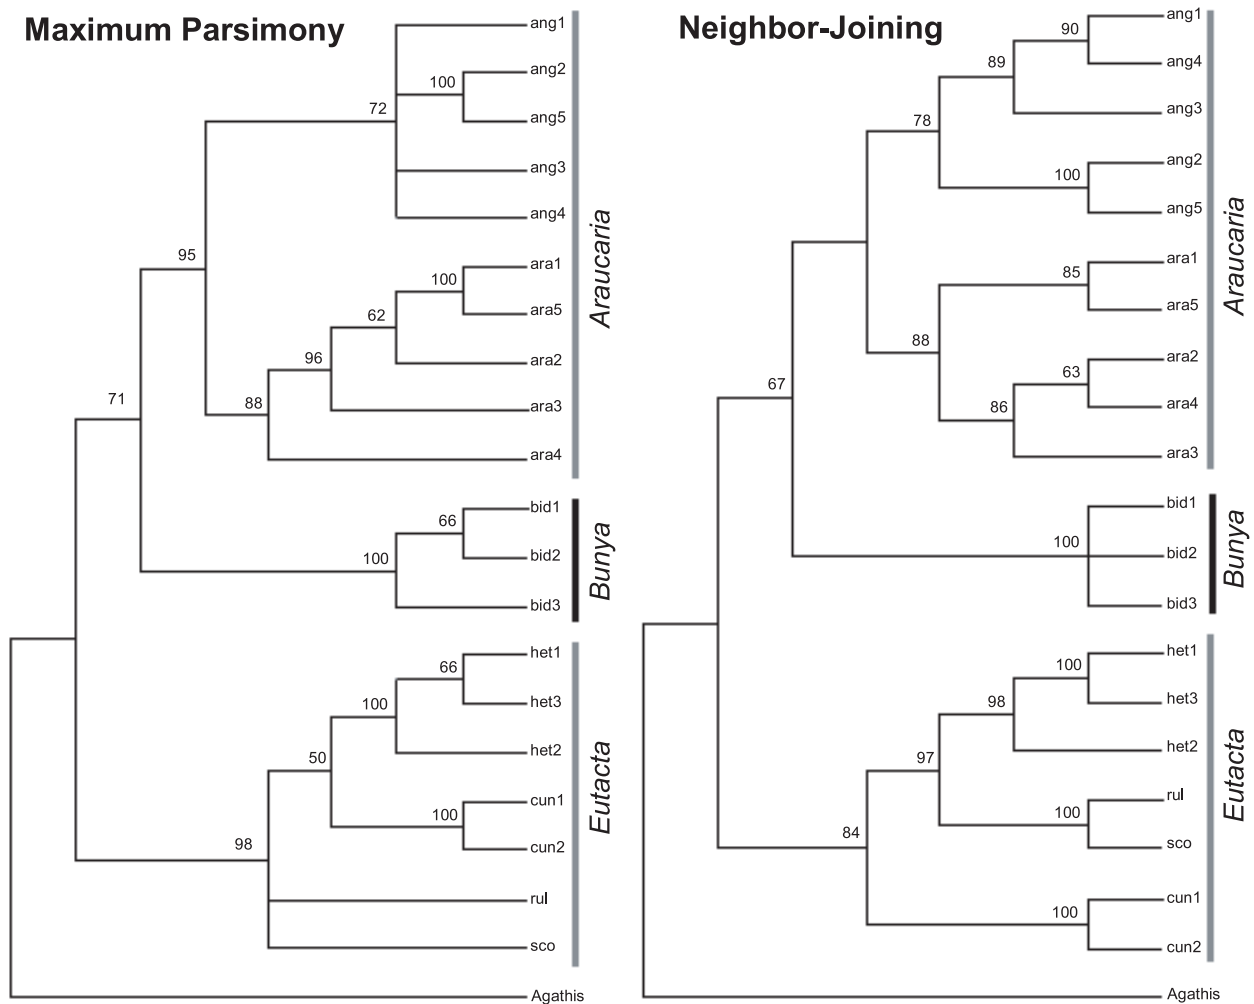 Maximum Parsimony
ang1
ang2
100
ang5
72
ang3
ang4
95
ara1
100
ara5
62
ara2
96
ara3
88
ara4
Araucaria
71
bid1
66
bid2
100
bid3
Bunya
het1
66
het3
100
het2
50
cun1
100
cun2
98
rul
sco
Eutacta
Agathis
Neighbor-Joining
ang1
90
ang4
89
ang3
78
ang2
100
ang5
ara1
85
ara5
88
ara2
63
ara4
86
ara3
Araucaria
67
bid1
100
bid2
bid3
Bunya
het1
100
het3
98
het2
97
rul
100
sco
84
cun1
100
cun2
Eutacta
Agathis